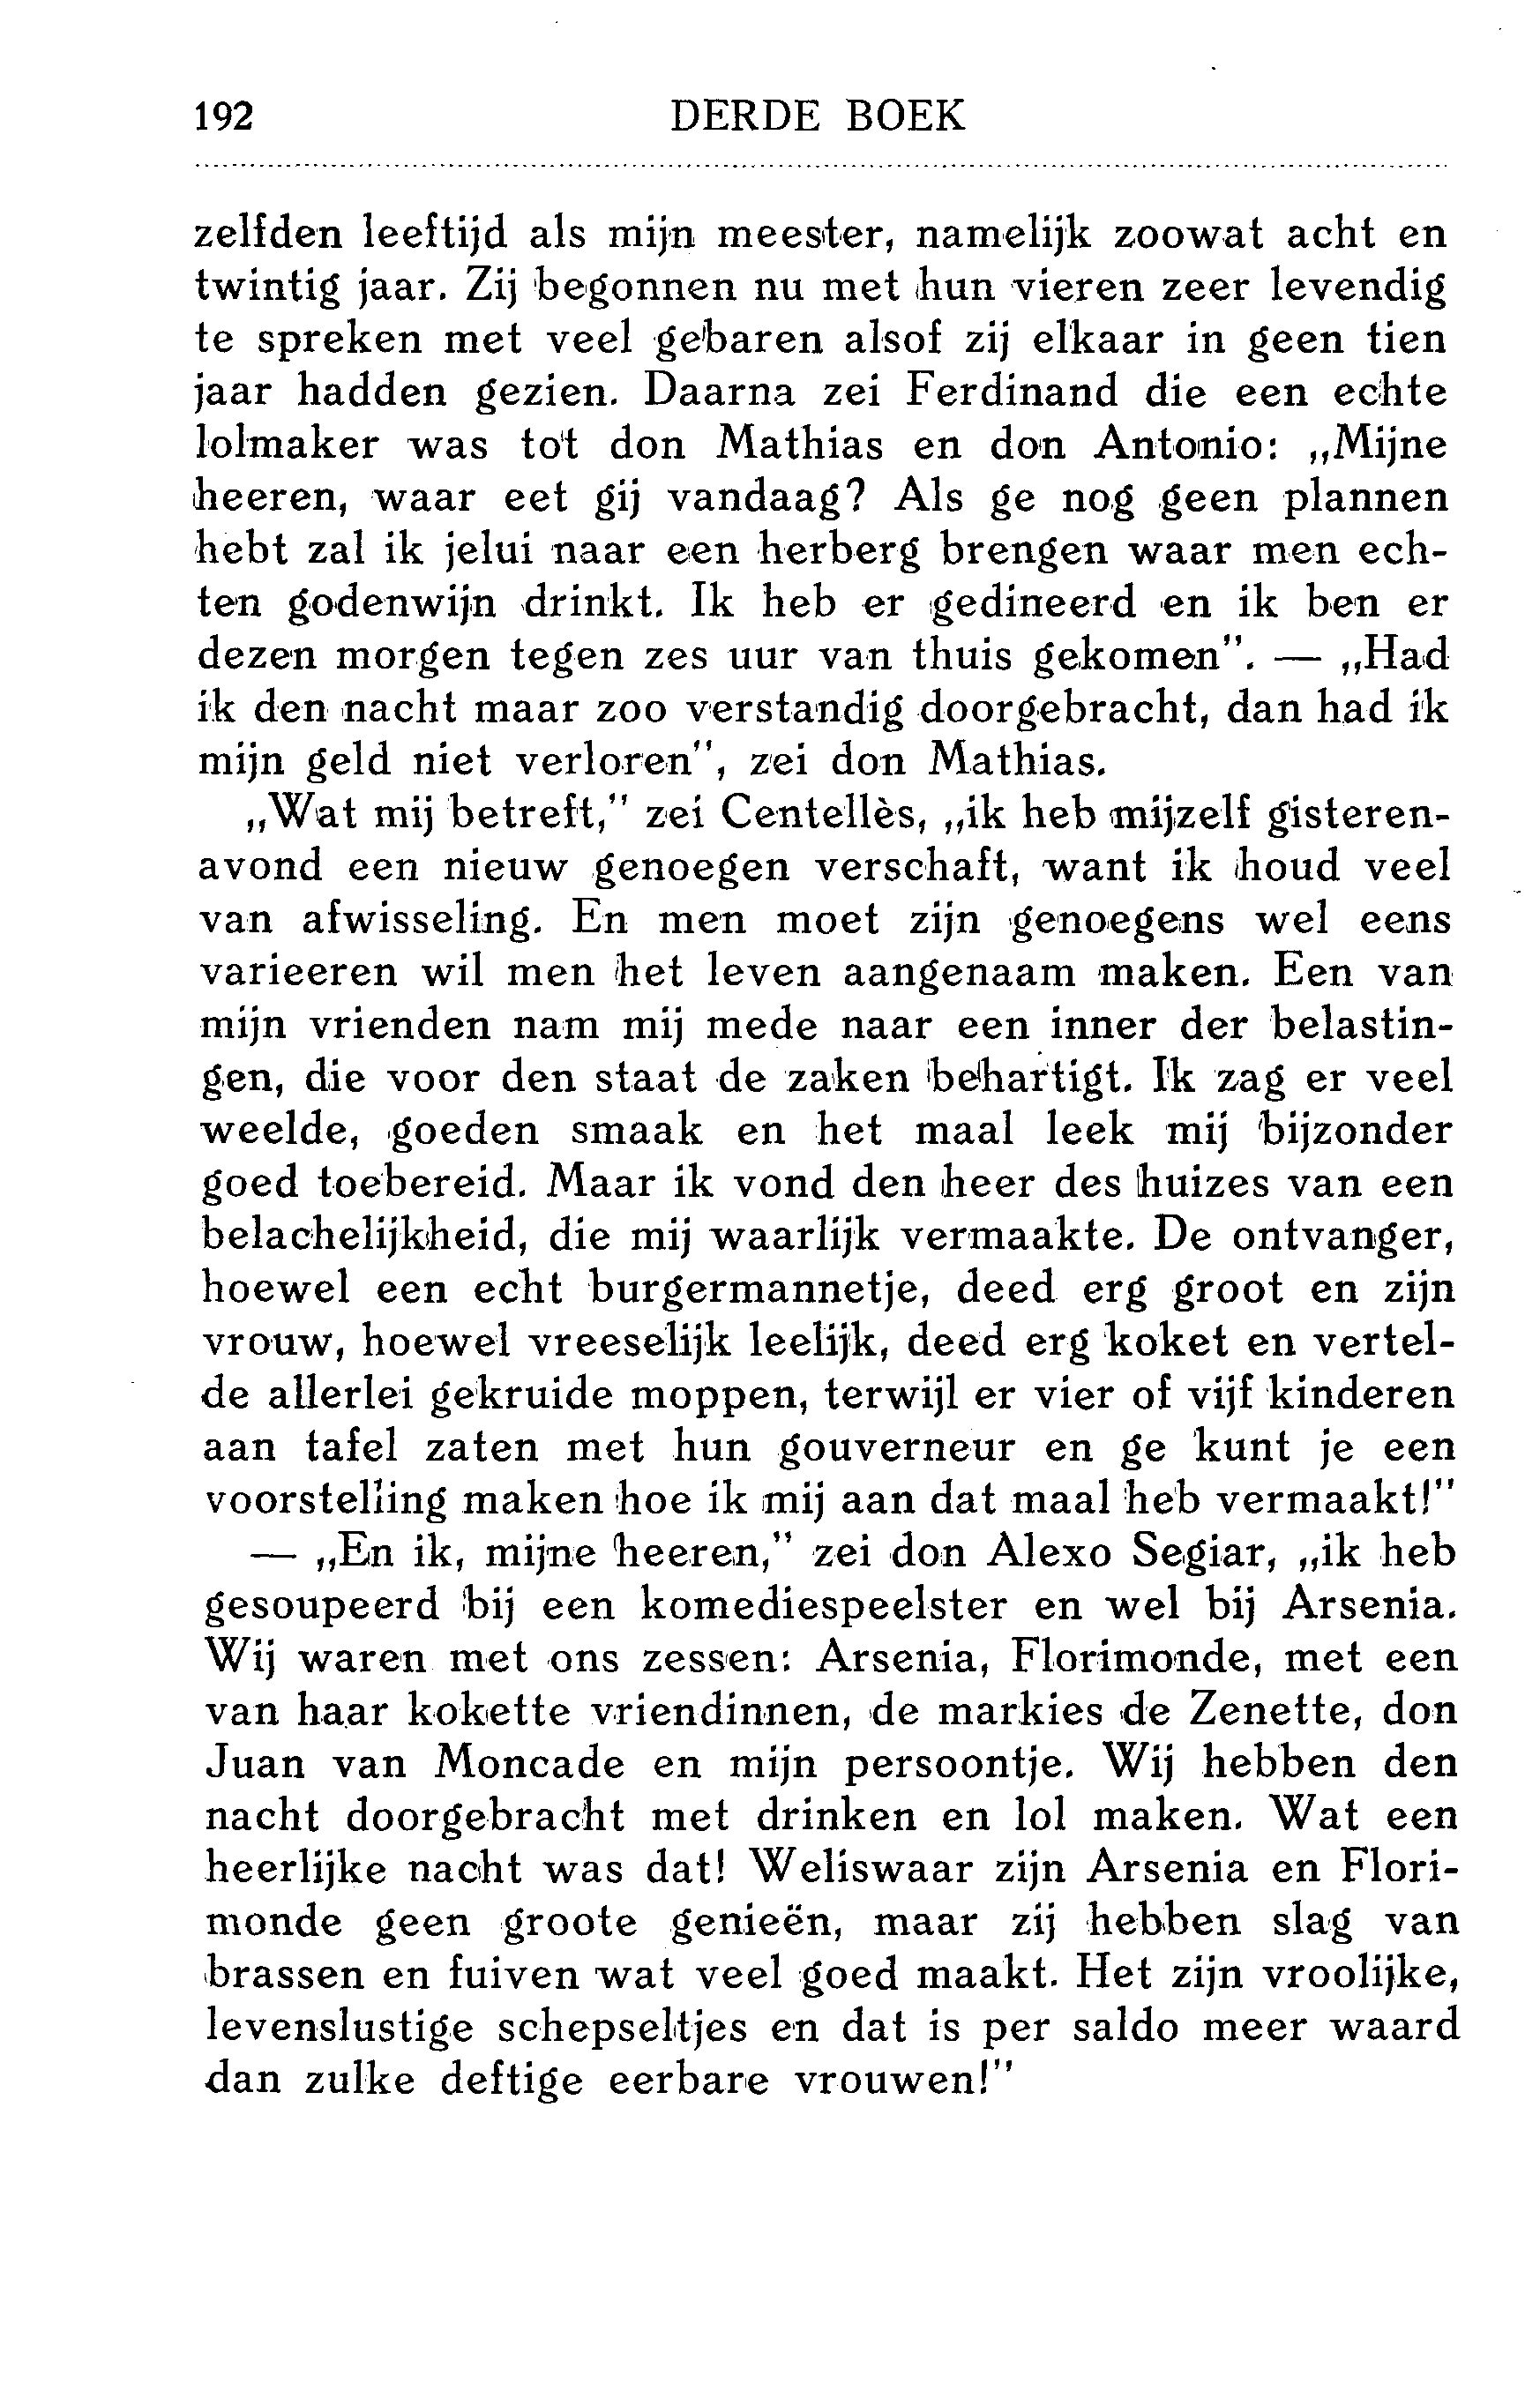 192 DERDE BOEK
zelfden leeftijd als mijn meester, namelijk zoowat acht en
twintig jaar. Zij begonnen nu met hun vieren zeer levendig
te spreken met veel gebaren alsof zij elkaar in geen tien
jaar hadden gezien. Daarna zei Ferdinand die een echte
lolmaker was tot don Mathias en don Antonio: „Mijne
heeren, waar eet gij vandaag? Als ge nog geen plannen
hebt zal ik jelui naar een herberg brengen waar men ech-
ten godenwijn drinkt. Ik heb er gedineerd en ik ben er
dezen morgen tegen zes uur van thuis gekomen”. — „Had
ik den nacht maar zoo verstandig doorgebracht, dan had ik
mijn geld niet verloren”, zei don Mathias.
„Wat mij betreft,” zei Centellès, „ik heb mijzelf gisteren-
avond een nieuw genoegen verschaft, want ik houd veel
van afwisseling. En men moet zijn genoegens wel eens
varieeren wil men het leven aangenaam maken. Een van
mijn vrienden nam mij mede naar een inner der belastin-
gen, die voor den staat de zaken behartigt. Ik zag er veel
weelde, goeden smaak en het maal leek mij bijzonder
goed toebereid. Maar ik vond den heer des huizes van een
belachelijkheid, die mij waarlijk vermaakte. De ontvanger,
hoewel een echt burgermannetje, deed erg groot en zijn
vrouw, hoewel vreeselijk leelijk, deed erg koket en vertel-
de allerlei gekruide moppen, terwijl er vier of vijf kinderen
aan tafel zaten met hun gouverneur en ge kunt je een
voorstelling maken hoe ik mij aan dat maal heb vermaakt!”
— „En ik, mijne heeren,” zei don Alexo Segiar, „ik heb
gesoupeerd bij een komediespeelster en wel bij Arsenia.
Wij waren met ons zessen: Arsenia, Florimonde, met een
van haar kokette vriendinnen, de markies de Zenette, don
Juan van Moncade en mijn persoontje. Wij hebben den
nacht doorgebracht met drinken en lol maken. Wat een
heerlijke nacht was dat! Weliswaar zijn Arsenia en Flori-
monde geen groote genieën, maar zij hebben slag van
brassen en fuiven wat veel goed maakt. Het zijn vroolijke,
levenslustige schepseltjes en dat is per saldo meer waard
dan zulke deftige eerbare vrouwen!”